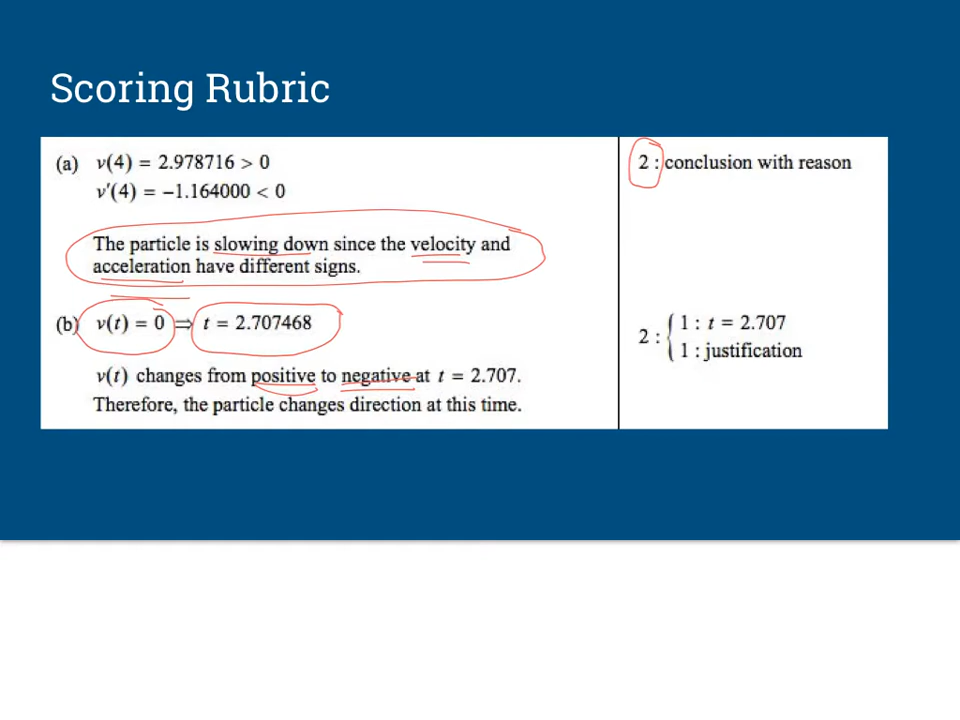 Scoring Rubric
(a) v(4) = 2.978716 > 0
v′(4) = −1.164000 < 0
2 : conclusion with reason
The particle is slowing down since the velocity and
acceleration have different signs.
(b) v(t) = 0 ⇒ t = 2.707468
2 : { 1 : t = 2.707
1 : justification
v(t) changes from positive to negative at t = 2.707.
Therefore, the particle changes direction at this time.